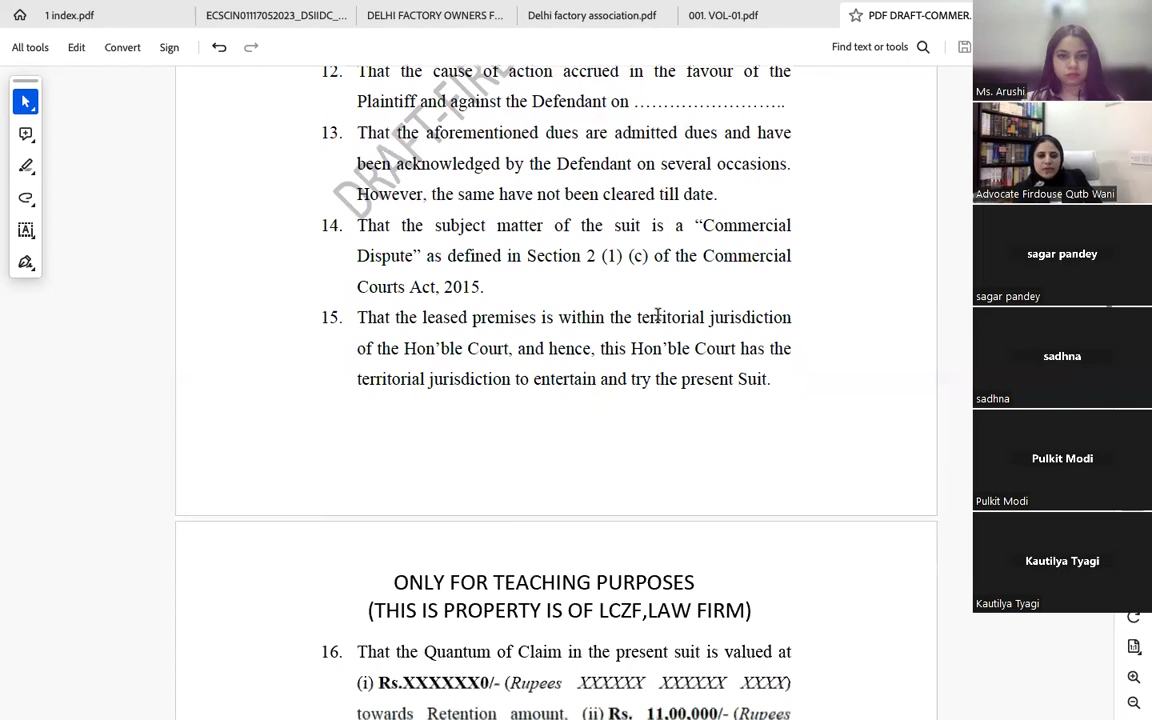 1 index.pdf
ECSCIN01117052023_DSIIDC_...
DELHI FACTORY OWNERS F...
Delhi factory association.pdf
001. VOL-01.pdf
PDF DRAFT-COMMER.
All tools
Edit
Convert
Sign
Find text or tools
12. That the cause of action accrued in the favour of the
Plaintiff and against the Defendant on ……………………..
13. That the aforementioned dues are admitted dues and have
been acknowledged by the Defendant on several occasions.
However, the same have not been cleared till date.
14. That the subject matter of the suit is a “Commercial
Dispute” as defined in Section 2 (1) (c) of the Commercial
Courts Act, 2015.
15. That the leased premises is within the territorial jurisdiction
of the Hon’ble Court, and hence, this Hon’ble Court has the
territorial jurisdiction to entertain and try the present Suit.
DRAFT-FIR
ONLY FOR TEACHING PURPOSES
(THIS IS PROPERTY IS OF LCZF,LAW FIRM)
16. That the Quantum of Claim in the present suit is valued at
(i) Rs.XXXXXX0/- (Rupees XXXXXX XXXXXX XXXX)
towards Retention amount, (ii) Rs. 11,00,000/- (Rupees
Ms. Arushi
Advocate Firdouse Qutb Wani
sagar pandey
sagar pandey
sadhna
sadhna
Pulkit Modi
Pulkit Modi
Kautilya Tyagi
Kautilya Tyagi